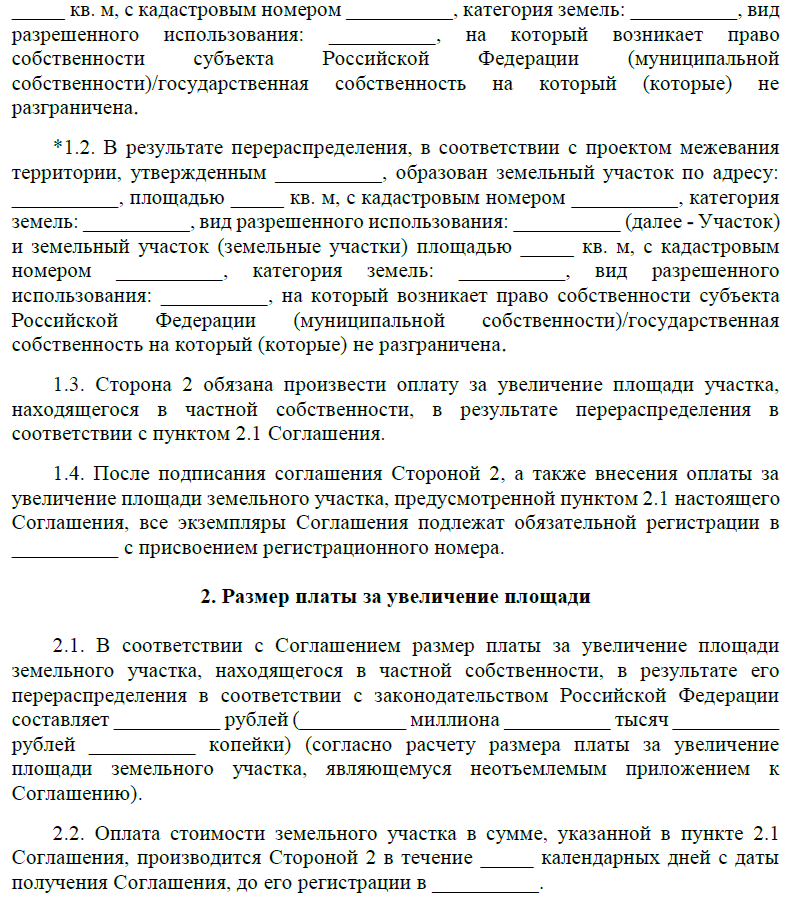 _____ кв. м, с кадастровым номером __________, категория земель: __________, вид
разрешенного использования: __________, на который возникает право
собственности субъекта Российской Федерации (муниципальной
собственности)/государственная собственность на который (которые) не
разграничена.
*1.2. В результате перераспределения, в соответствии с проектом межевания
территории, утвержденным __________, образован земельный участок по адресу:
__________, площадью _____ кв. м, с кадастровым номером __________, категория
земель: __________, вид разрешенного использования: __________ (далее - Участок)
и земельный участок (земельные участки) площадью _____ кв. м, с кадастровым
номером __________, категория земель: __________, вид разрешенного
использования: __________, на который возникает право собственности субъекта
Российской Федерации (муниципальной собственности)/государственная
собственность на который (которые) не разграничена.
1.3. Сторона 2 обязана произвести оплату за увеличение площади участка,
находящегося в частной собственности, в результате перераспределения в
соответствии с пунктом 2.1 Соглашения.
1.4. После подписания соглашения Стороной 2, а также внесения оплаты за
увеличение площади земельного участка, предусмотренной пунктом 2.1 настоящего
Соглашения, все экземпляры Соглашения подлежат обязательной регистрации в
__________ с присвоением регистрационного номера.
2. Размер платы за увеличение площади
2.1. В соответствии с Соглашением размер платы за увеличение площади
земельного участка, находящегося в частной собственности, в результате его
перераспределения в соответствии с законодательством Российской Федерации
составляет __________ рублей (__________ миллиона __________ тысяч __________
рублей __________ копейки) (согласно расчету размера платы за увеличение
площади земельного участка, являющемуся неотъемлемым приложением к
Соглашению).
2.2. Оплата стоимости земельного участка в сумме, указанной в пункте 2.1
Соглашения, производится Стороной 2 в течение _____ календарных дней с даты
получения Соглашения, до его регистрации в __________.